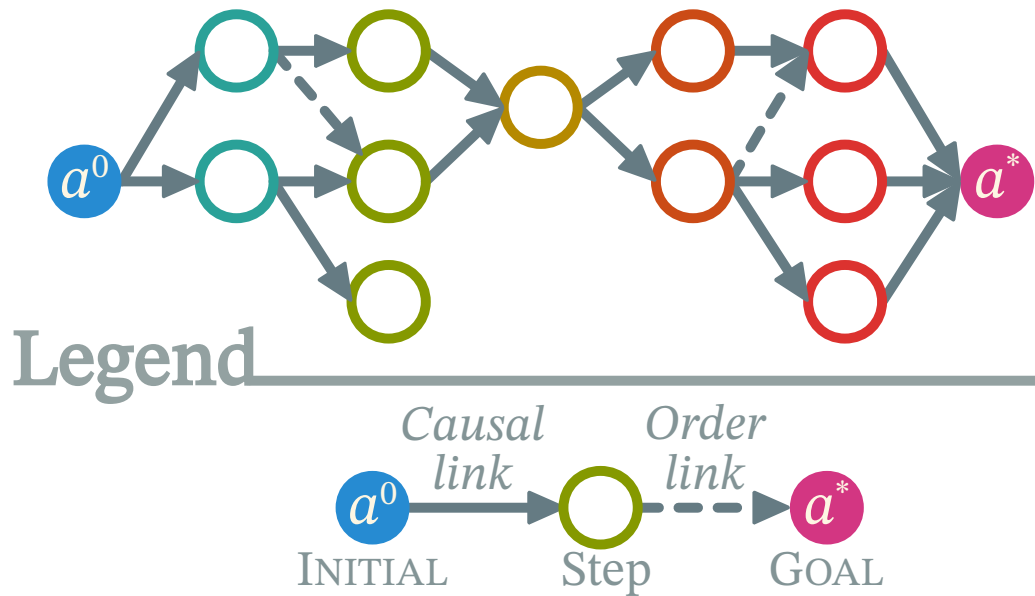 a⁰ a*
Legend
Causal Order
link link
a⁰ a*
INITIAL Step GOAL